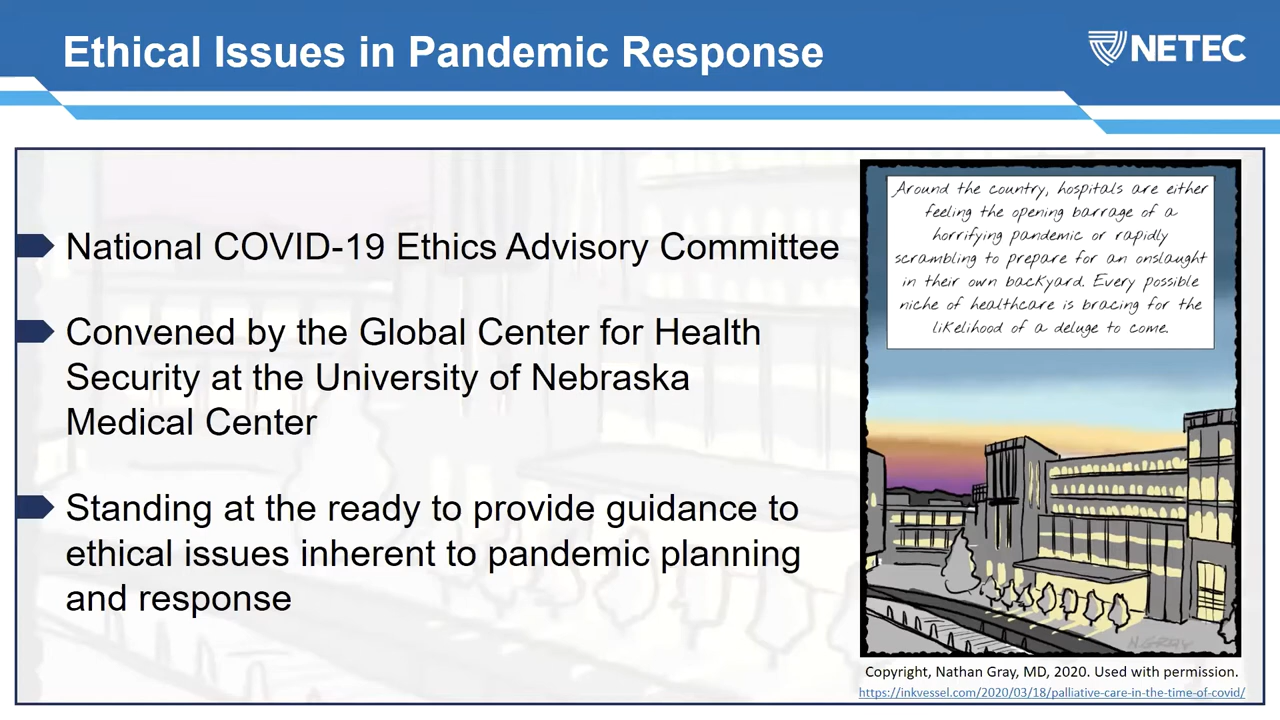 Ethical Issues in Pandemic Response
NETEC
National COVID-19 Ethics Advisory Committee
Convened by the Global Center for Health
Security at the University of Nebraska
Medical Center
Standing at the ready to provide guidance to
ethical issues inherent to pandemic planning
and response
Around the country, hospitals are either
feeling the opening barrage of a
horrifying pandemic or rapidly
scrambling to prepare for an onslaught
in their own backyard. Every possible
niche of healthcare is bracing for the
likelihood of a deluge to come.
N.GRAY
Copyright, Nathan Gray, MD, 2020. Used with permission.
https://inkvessel.com/2020/03/18/palliative-care-in-the-time-of-covid/